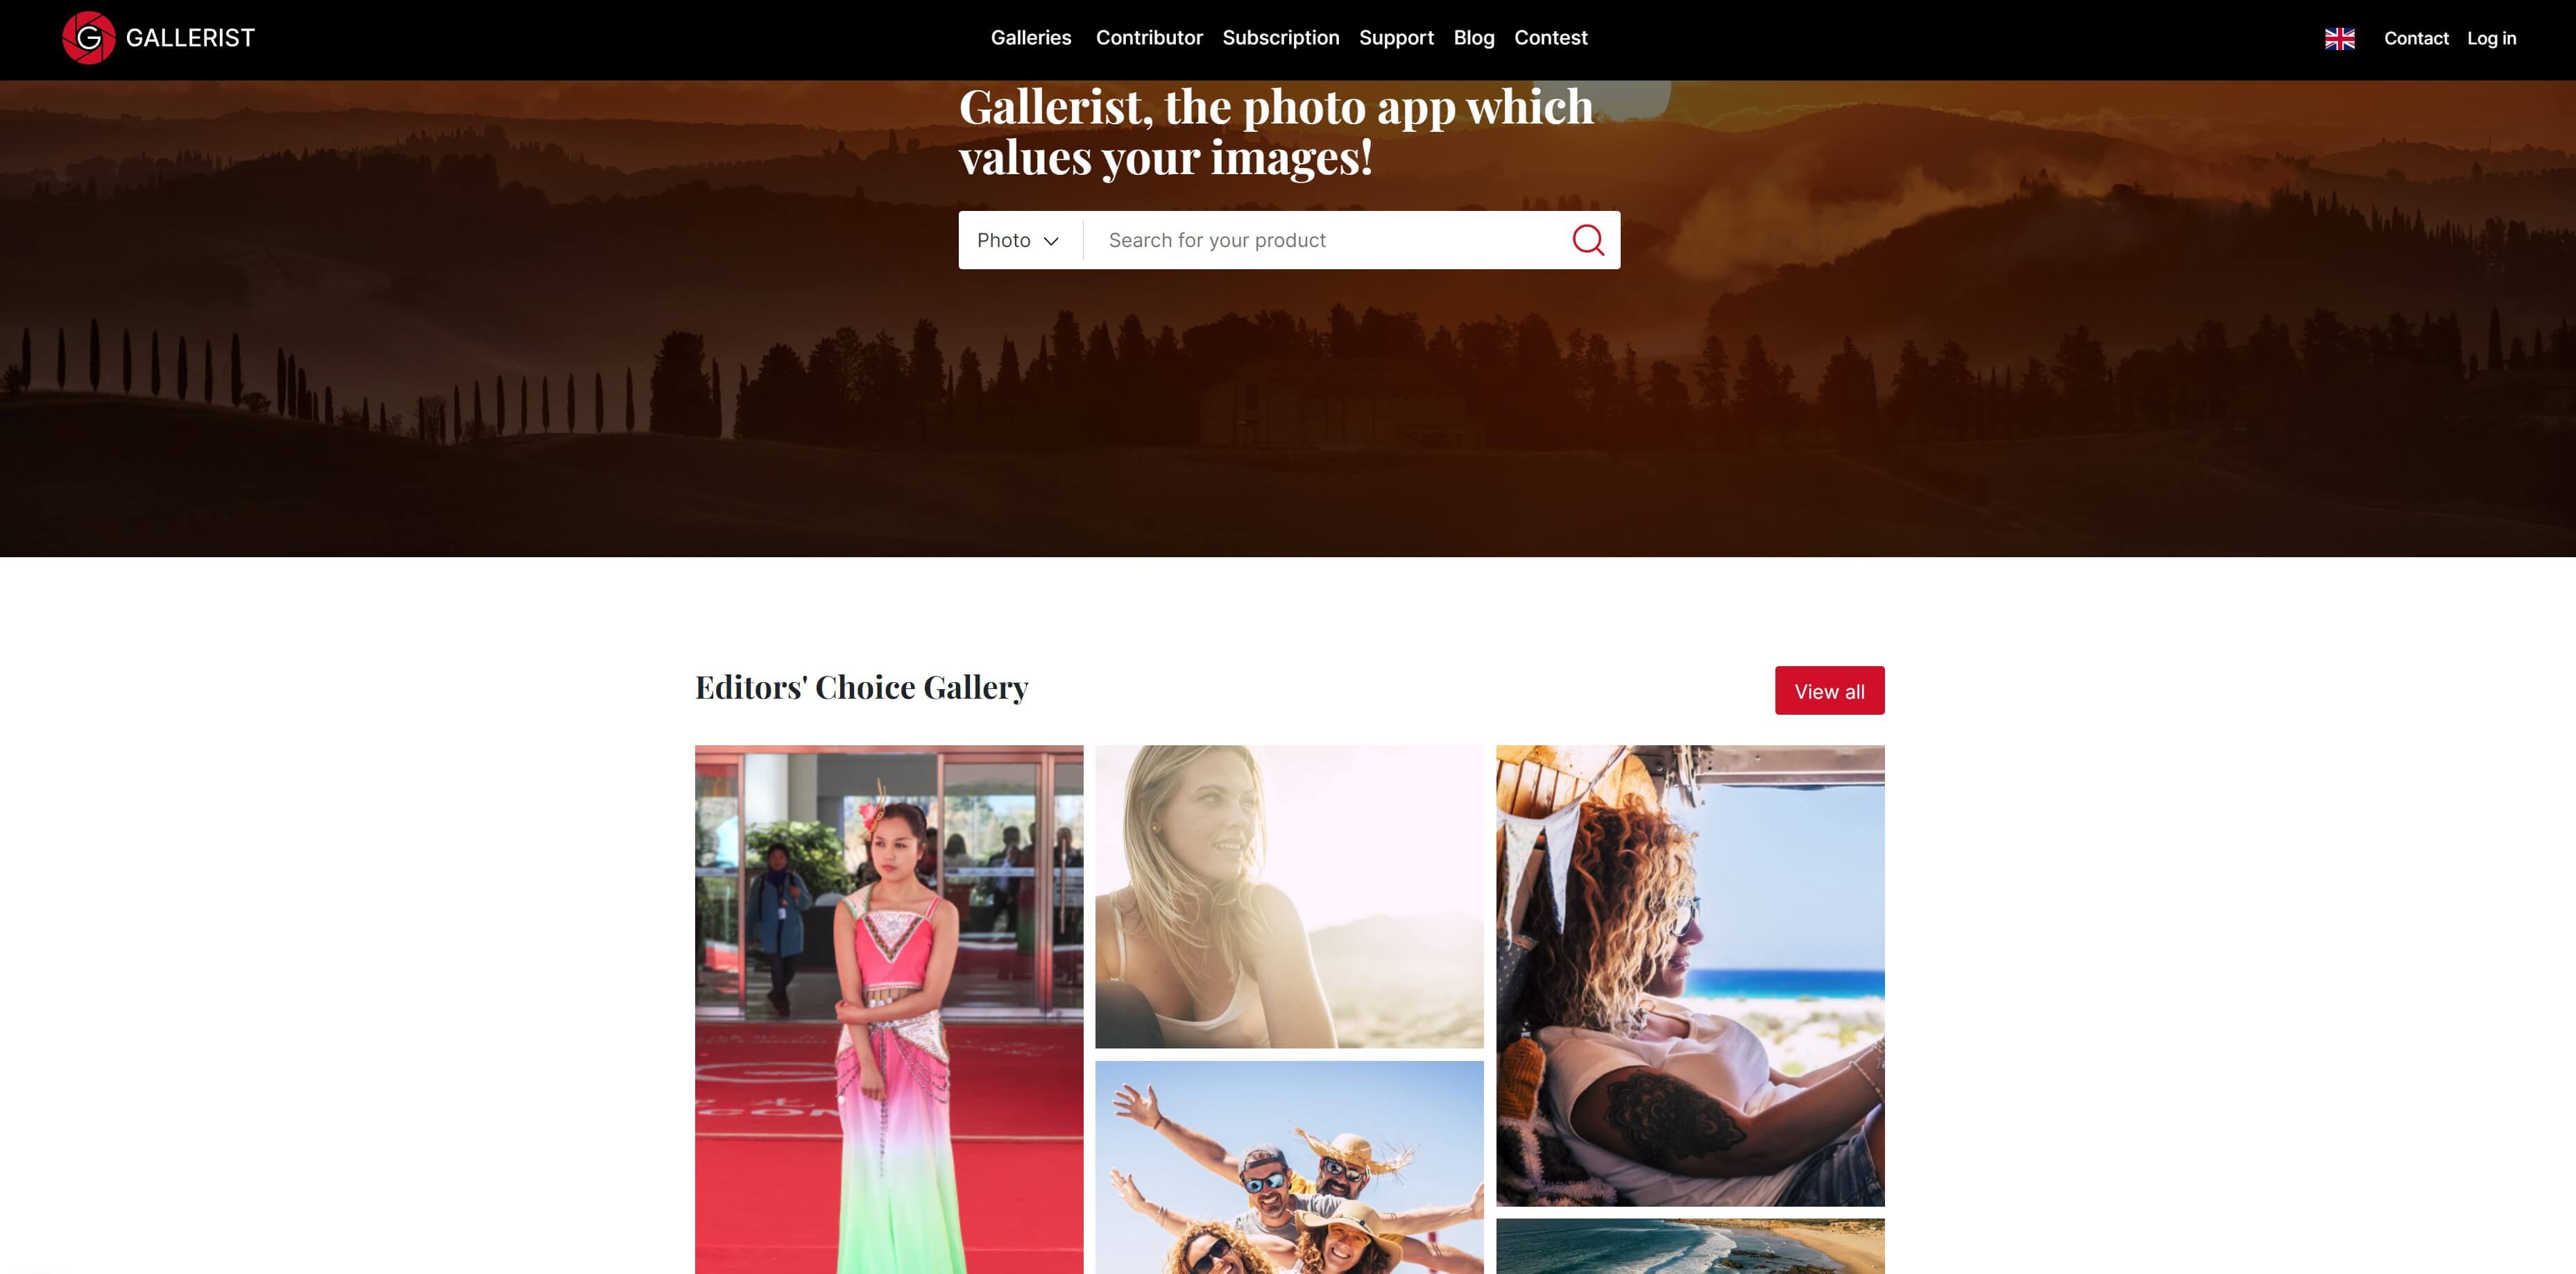 G GALLERIST
Galleries Contributor Subscription Support Blog Contest
Contact Log in
Gallerist, the photo app which
values your images!
Photo
Search for your product
Editors' Choice Gallery
View all